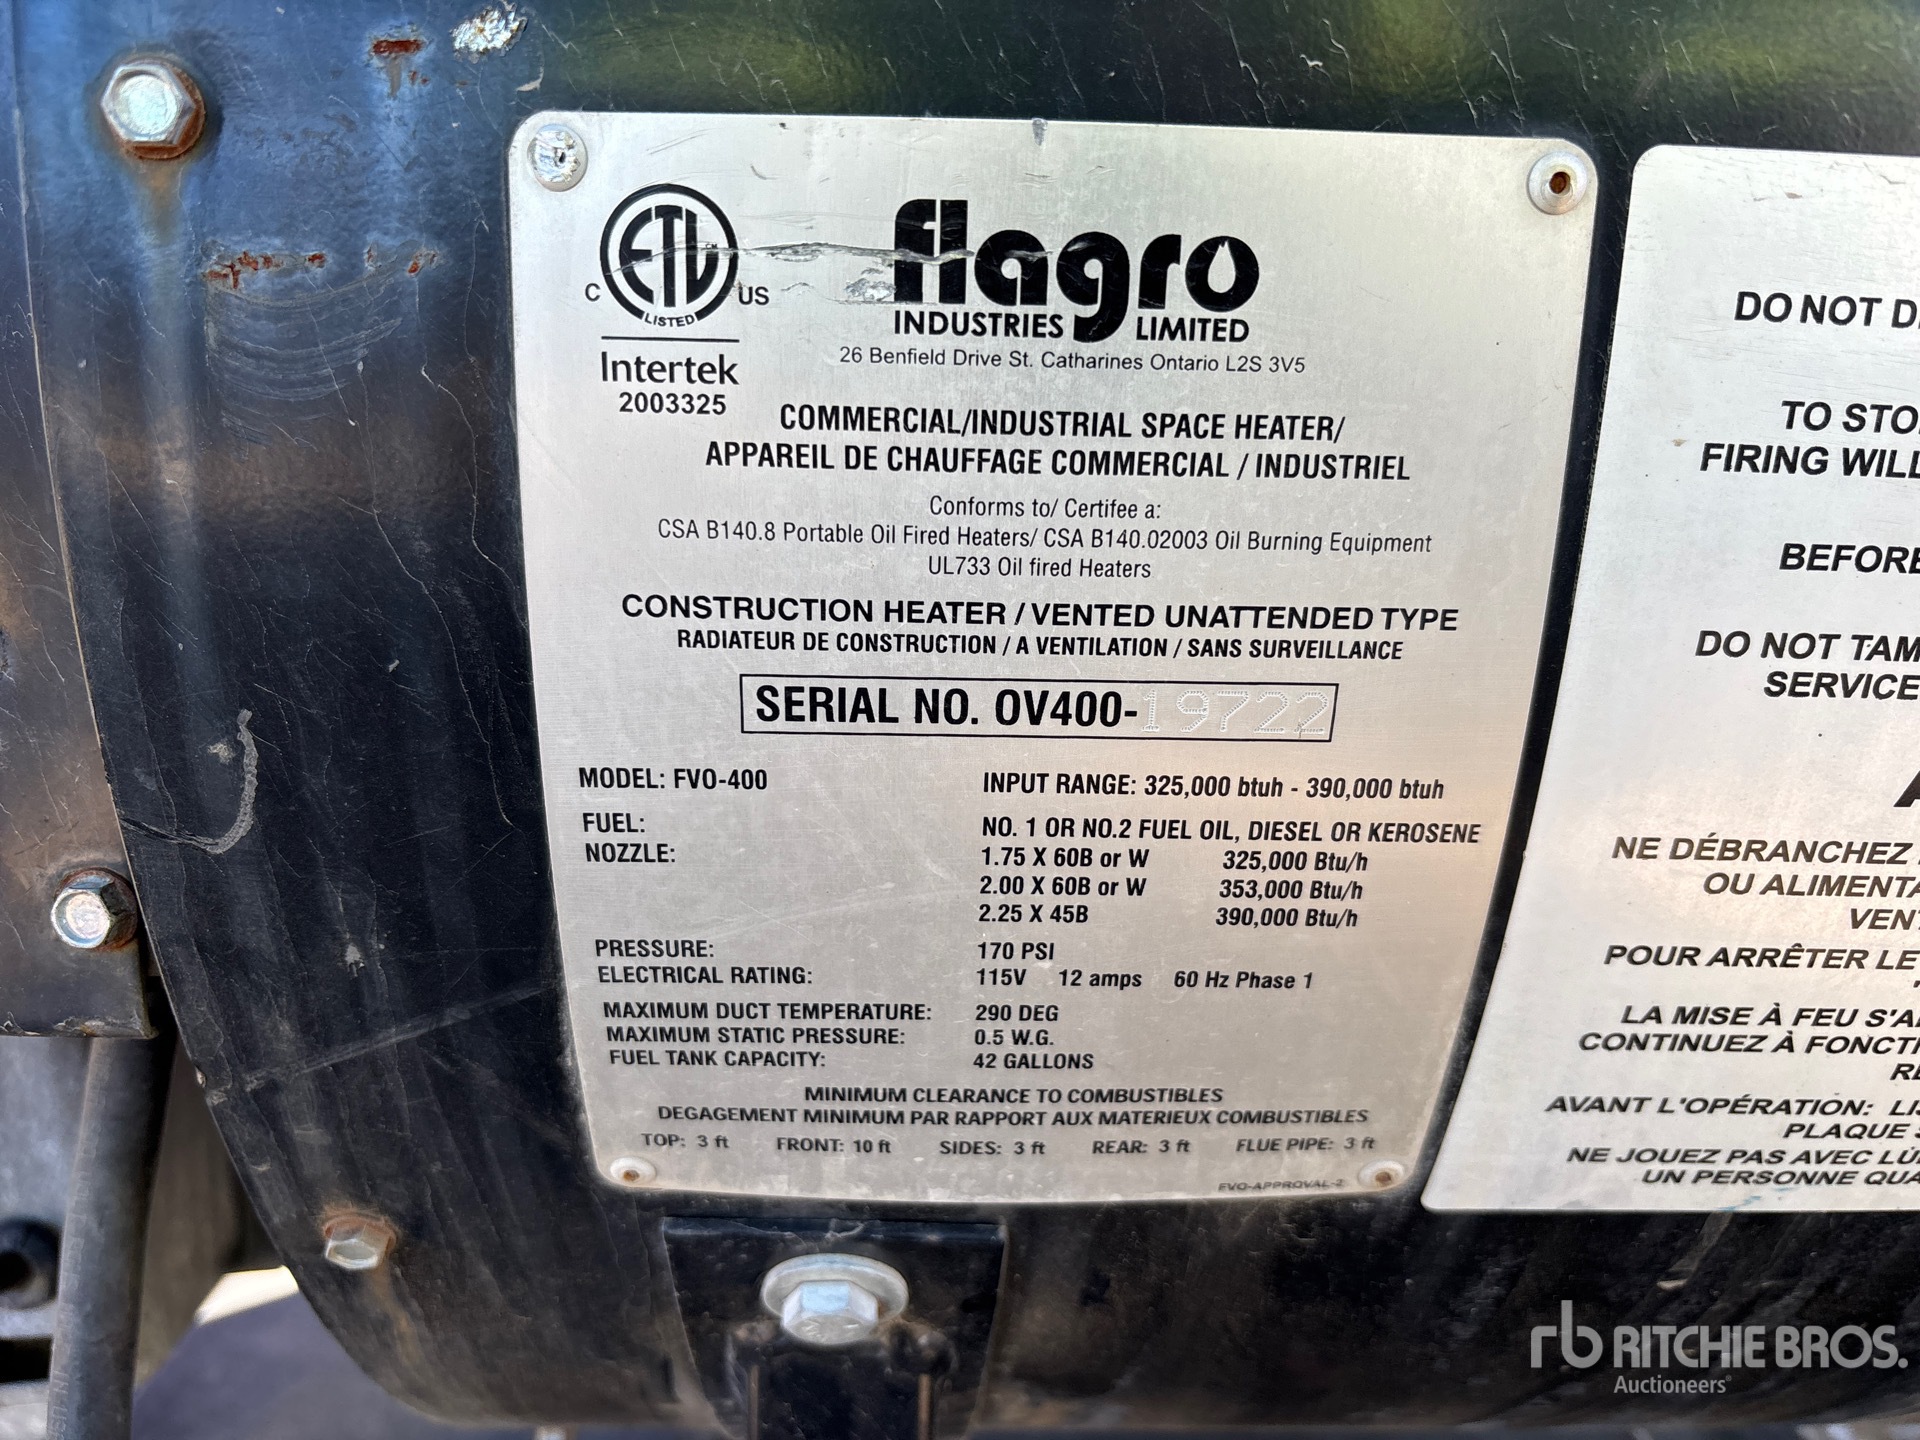 ETL CM
LISTED
C US
Intertek
2003325
flagro
INDUSTRIES LIMITED
26 Benfield Drive St. Catharines Ontario L2S 3V5
COMMERCIAL/INDUSTRIAL SPACE HEATER/
APPAREIL DE CHAUFFAGE COMMERCIAL / INDUSTRIEL
Conforms to/ Certifee a:
CSA B140.8 Portable Oil Fired Heaters/ CSA B140.02003 Oil Burning Equipment
UL733 Oil fired Heaters
CONSTRUCTION HEATER / VENTED UNATTENDED TYPE
RADIATEUR DE CONSTRUCTION / A VENTILATION / SANS SURVEILLANCE
SERIAL NO. OV400-19722
MODEL: FVO-400 INPUT RANGE: 325,000 btuh - 390,000 btuh
FUEL: NO. 1 OR NO.2 FUEL OIL, DIESEL OR KEROSENE
NOZZLE: 1.75 X 60B or W 325,000 Btu/h
2.00 X 60B or W 353,000 Btu/h
2.25 X 45B 390,000 Btu/h
PRESSURE: 170 PSI
ELECTRICAL RATING: 115V 12 amps 60 Hz Phase 1
MAXIMUM DUCT TEMPERATURE: 290 DEG
MAXIMUM STATIC PRESSURE: 0.5 W.G.
FUEL TANK CAPACITY: 42 GALLONS
MINIMUM CLEARANCE TO COMBUSTIBLES
DEGAGEMENT MINIMUM PAR RAPPORT AUX MATERIEUX COMBUSTIBLES
TOP: 3 ft FRONT: 10 ft SIDES: 3 ft REAR: 3 ft FLUE PIPE: 3 ft
FVO-APPROVAL-2
DO NOT D
TO STO
FIRING WILL
BEFORE
DO NOT TAM
SERVICE
A
NE DÉBRANCHEZ
OU ALIMENTA
VENT
POUR ARRÊTER LE
LA MISE À FEU S'A
CONTINUEZ À FONCT
RE
AVANT L'OPÉRATION: LIS
PLAQUE S
NE JOUEZ PAS AVEC
UN PERSONNE QUA
rb RITCHIE BROS.
Auctioneers